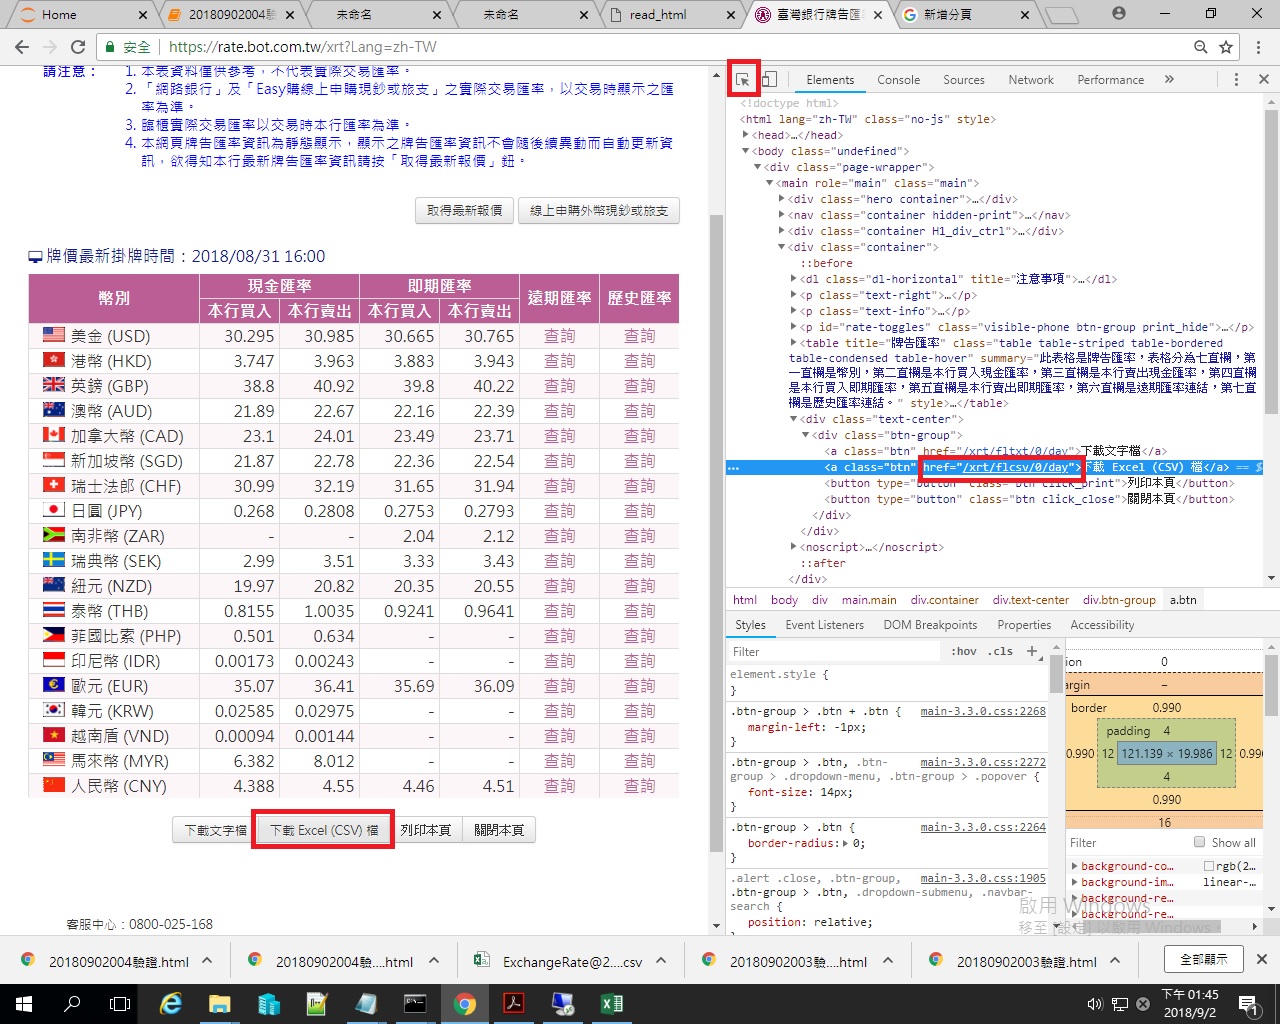 Home
20180902004驗證
未命名
未命名
read_html
臺灣銀行牌告匯
新增分頁
安全
https://rate.bot.com.tw/xrt?Lang=zh-TW
請注意：
1. 本表資料僅供參考，不代表實際交易匯率。
2. 「網路銀行」及「Easy購線上申購現鈔或旅支」之實際交易匯率，以交易時顯示之匯
率為準。
3. 臨櫃實際交易匯率以交易時本行匯率為準。
4. 本網頁牌告匯率資訊為靜態顯示，顯示之牌告匯率資訊不會隨後續異動而自動更新資
訊，欲得知本行最新牌告匯率資訊請按「取得最新報價」鈕。
取得最新報價 線上申購外幣現鈔或旅支
牌價最新掛牌時間：2018/08/31 16:00
幣別 現金匯率 即期匯率 遠期匯率 歷史匯率
本行買入 本行賣出 本行買入 本行賣出
美金 (USD) 30.295 30.985 30.665 30.765 查詢 查詢
港幣 (HKD) 3.747 3.963 3.883 3.943 查詢 查詢
英鎊 (GBP) 38.8 40.92 39.8 40.22 查詢 查詢
澳幣 (AUD) 21.89 22.67 22.16 22.39 查詢 查詢
加拿大幣 (CAD) 23.1 24.01 23.49 23.71 查詢 查詢
新加坡幣 (SGD) 21.87 22.78 22.36 22.54 查詢 查詢
瑞士法郎 (CHF) 30.99 32.19 31.65 31.94 查詢 查詢
日圓 (JPY) 0.268 0.2808 0.2753 0.2793 查詢 查詢
南非幣 (ZAR) - - 2.04 2.12 查詢 查詢
瑞典幣 (SEK) 2.99 3.51 3.33 3.43 查詢 查詢
紐元 (NZD) 19.97 20.82 20.35 20.55 查詢 查詢
泰幣 (THB) 0.8155 1.0035 0.9241 0.9641 查詢 查詢
菲國比索 (PHP) 0.501 0.634 - - 查詢 查詢
印尼幣 (IDR) 0.00173 0.00243 - - 查詢 查詢
歐元 (EUR) 35.07 36.41 35.69 36.09 查詢 查詢
韓元 (KRW) 0.02585 0.02975 - - 查詢 查詢
越南盾 (VND) 0.00094 0.00144 - - 查詢 查詢
馬來幣 (MYR) 6.382 8.012 - - 查詢 查詢
人民幣 (CNY) 4.388 4.55 4.46 4.51 查詢 查詢
下載文字檔 下載 Excel (CSV) 檔 列印本頁 關閉本頁
客服中心：0800-025-168
Elements Console Sources Network Performance »
<!doctype html>
<html lang="zh-TW" class="no-js" style>
<head>…</head>
<body class="undefined">
<div class="page-wrapper">
<main role="main" class="main">
<div class="hero container">…</div>
<nav class="container hidden-print">…</nav>
<div class="container H1_div_ctrl">…</div>
<div class="container">
::before
<dl class="dl-horizontal" title="注意事項">…</dl>
<p class="text-right">…</p>
<p class="text-info">…</p>
<p id="rate-toggles" class="visible-phone btn-group print_hide">…</p>
<table title="牌告匯率" class="table table-striped table-bordered
table-condensed table-hover" summary="此表格是牌告匯率，表格分為七直欄，第
一直欄是幣別，第二直欄是本行買入現金匯率，第三直欄是本行賣出現金匯率，第四直欄
是本行買入即期匯率，第五直欄是本行賣出即期匯率，第六直欄是遠期匯率連結，第七直
欄是歷史匯率連結。" style>…</table>
<div class="text-center">
<div class="btn-group">
<a class="btn" href="/xrt/fltxt/0/day">下載文字檔</a>
<a class="btn" href="/xrt/flcsv/0/day">下載 Excel (CSV) 檔</a> ==
<button type="button" class="btn click_print">列印本頁</button>
<button type="button" class="btn click_close">關閉本頁</button>
</div>
</div>
<noscript>…</noscript>
::after
</div>
html body div main.main div.container div.text-center div.btn-group a.btn
Styles Event Listeners DOM Breakpoints Properties Accessibility
Filter :hov .cls +
element.style {
}
.btn-group > .btn + .btn { main-3.3.0.css:2268
margin-left: -1px;
}
.btn-group > .btn, .btn- main-3.3.0.css:2272
group > .dropdown-menu, .btn-group > .popover {
font-size: 14px;
}
.btn-group > .btn { main-3.3.0.css:2264
border-radius: 0;
}
.alert .close, .btn-group, main-3.3.0.css:1905
.btn-group > .btn, .dropdown-submenu, .navbar-
search {
position: relative;
ion 0
argin –
border 0.990
padding 4
0.990 12 121.139 × 19.986 12 0.990
4
0.990
16
Filter Show all
background-co… rgb(2…
background-im… linear-…
background-re…
background-re…
啟用 Windows
移至 [設定] 以啟用 Windows。
20180902004驗證.html
20180902004驗....html
ExchangeRate@2....csv
20180902003驗....html
20180902003驗證.html
全部顯示
下午 01:45
2018/9/2
1